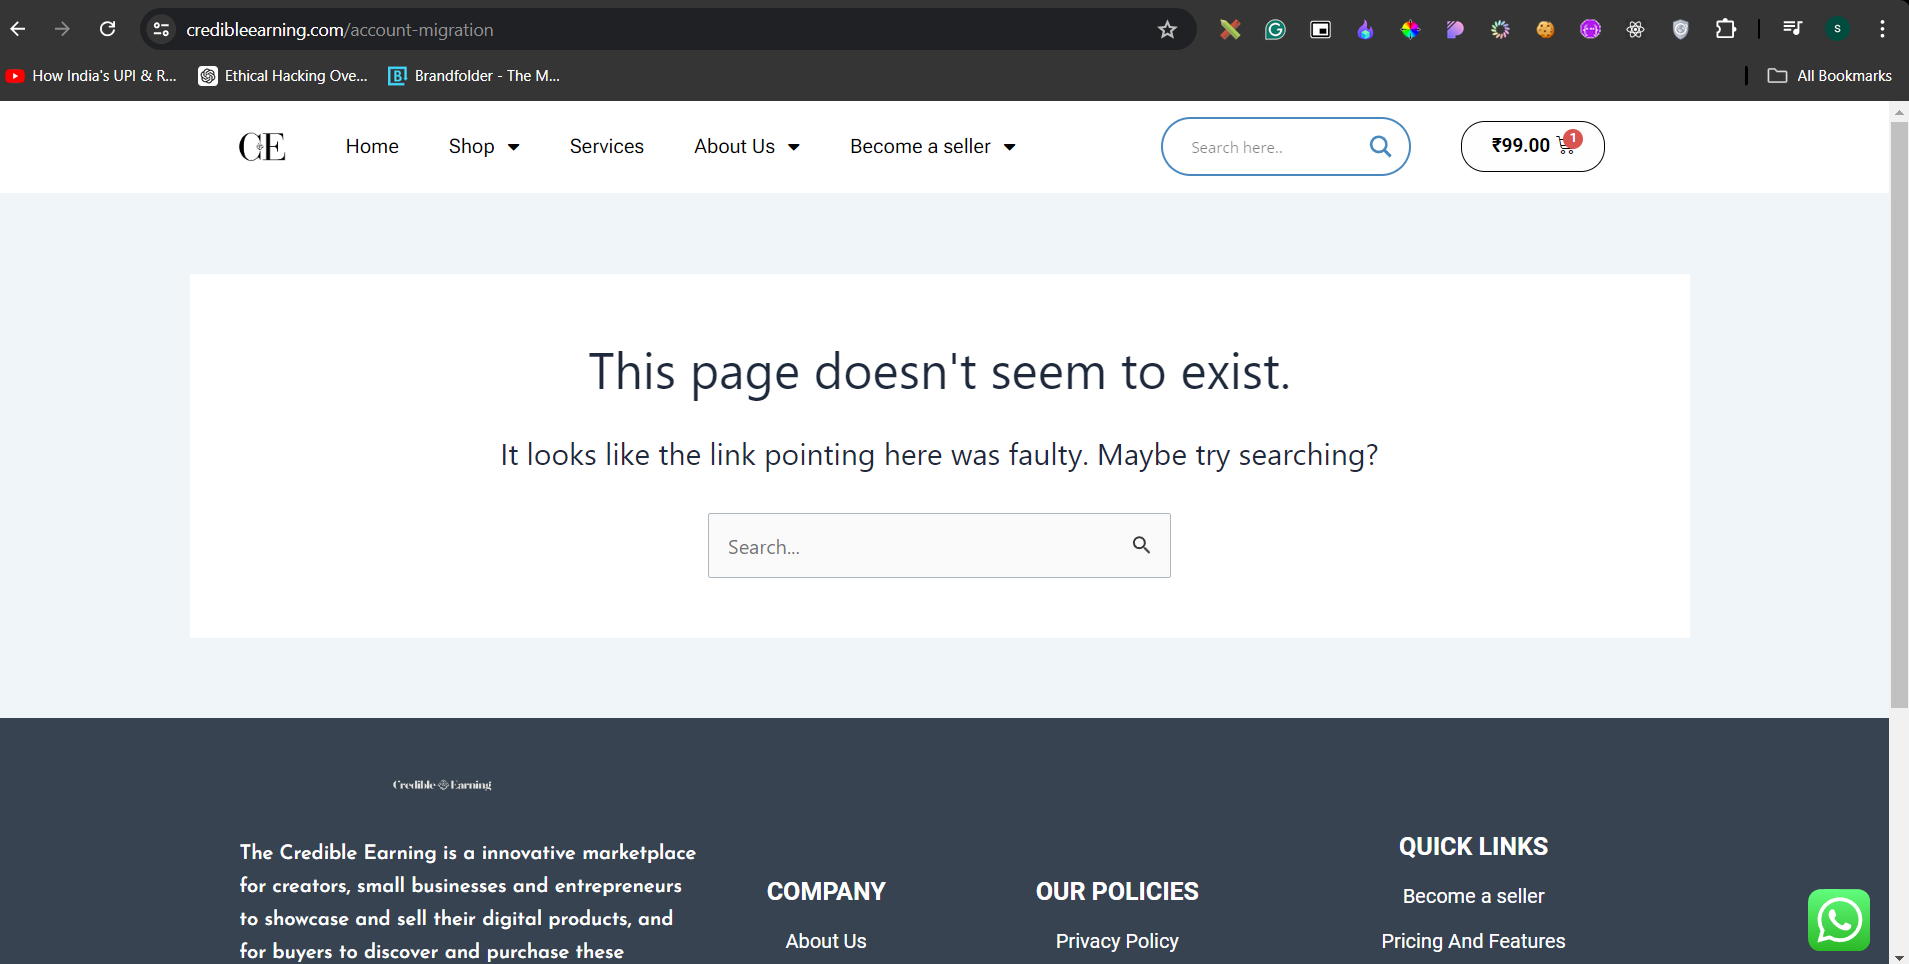 credibleearning.com/account-migration
S
How India's UPI & R...
Ethical Hacking Ove...
B
Brandfolder - The M...
All Bookmarks
CE
Home
Shop
Services
About Us
Become a seller
Search here..
₹99.00
1
This page doesn't seem to exist.
It looks like the link pointing here was faulty. Maybe try searching?
Search...
Credible Earning
The Credible Earning is a innovative marketplace
for creators, small businesses and entrepreneurs
to showcase and sell their digital products, and
for buyers to discover and purchase these
COMPANY
About Us
OUR POLICIES
Privacy Policy
QUICK LINKS
Become a seller
Pricing And Features